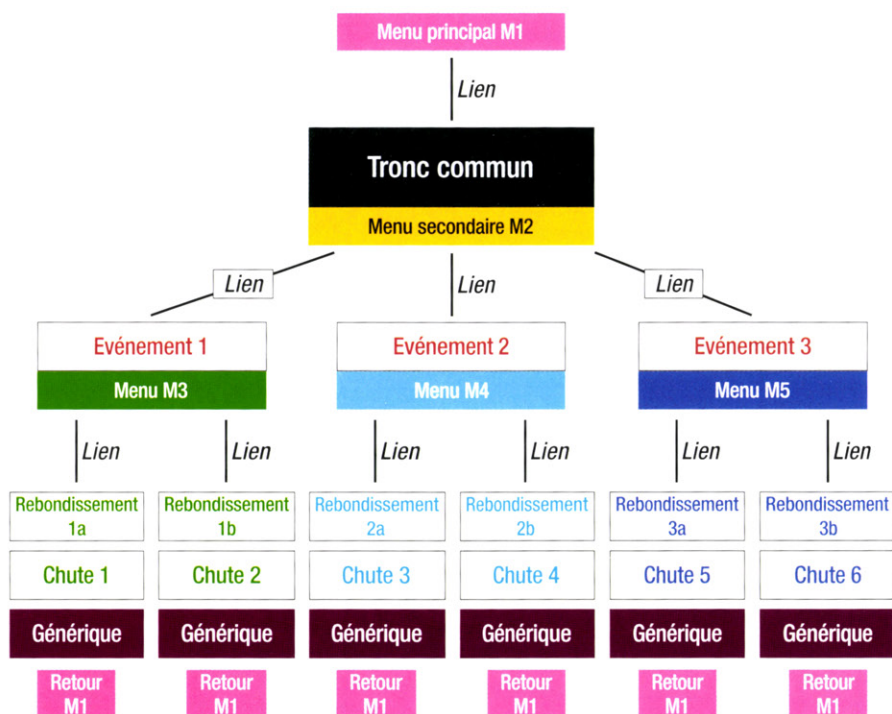 Menu principal M1
Lien
Tronc commun
Menu secondaire M2
Lien Lien Lien
Evénement 1 Evénement 2 Evénement 3
Menu M3 Menu M4 Menu M5
Lien Lien Lien Lien Lien Lien
Rebondissement Rebondissement Rebondissement Rebondissement Rebondissement Rebondissement
1a 1b 2a 2b 3a 3b
Chute 1 Chute 2 Chute 3 Chute 4 Chute 5 Chute 6
Générique Générique Générique Générique Générique Générique
Retour Retour Retour Retour Retour Retour
M1 M1 M1 M1 M1 M1